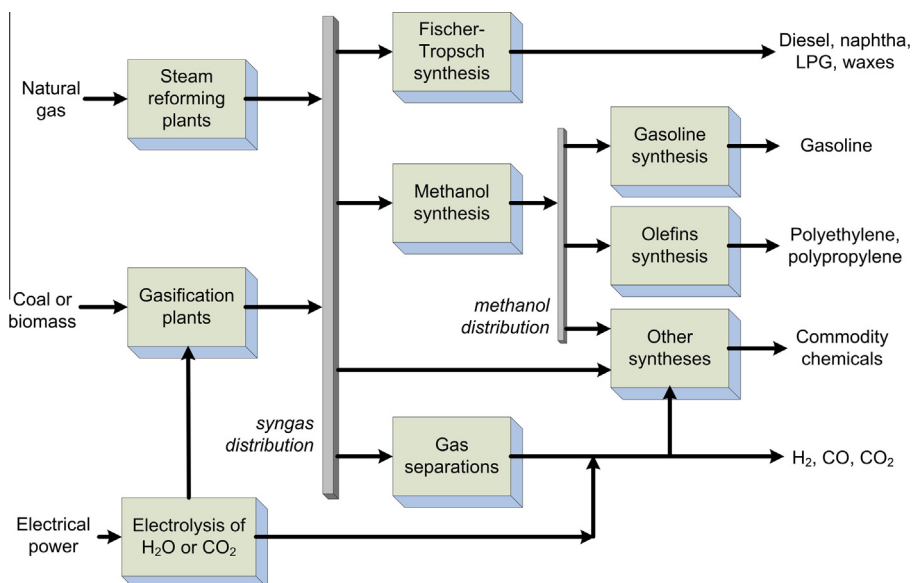 Natural
gas
Steam
reforming
plants
Fischer-
Tropsch
synthesis
Diesel, naphtha,
LPG, waxes
Methanol
synthesis
Gasoline
synthesis
Gasoline
Olefins
synthesis
Polyethylene,
polypropylene
methanol
distribution
Other
syntheses
Commodity
chemicals
Coal or
biomass
Gasification
plants
syngas
distribution
Gas
separations
H₂, CO, CO₂
Electrical
power
Electrolysis of
H₂O or CO₂